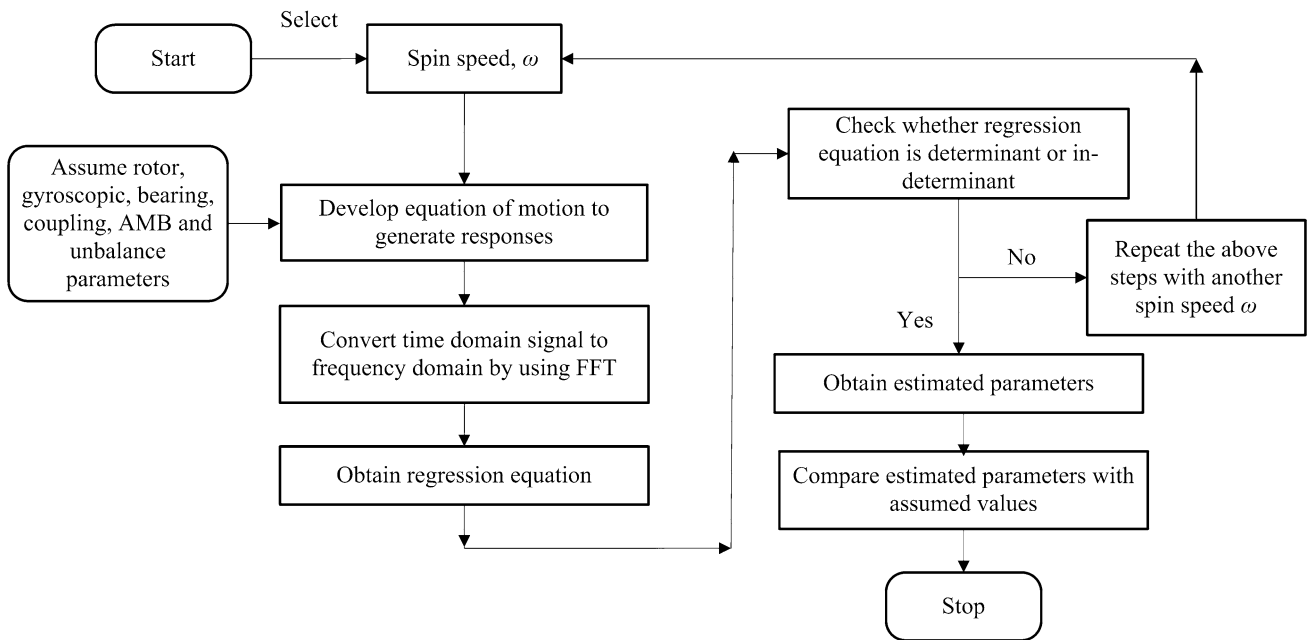 Select
Start
Spin speed, ω
Assume rotor,
gyroscopic, bearing,
coupling, AMB and
unbalance
parameters
Develop equation of motion to
generate responses
Convert time domain signal to
frequency domain by using FFT
Obtain regression equation
Check whether regression
equation is determinant or in-
determinant
No
Repeat the above
steps with another
spin speed ω
Yes
Obtain estimated parameters
Compare estimated parameters with
assumed values
Stop